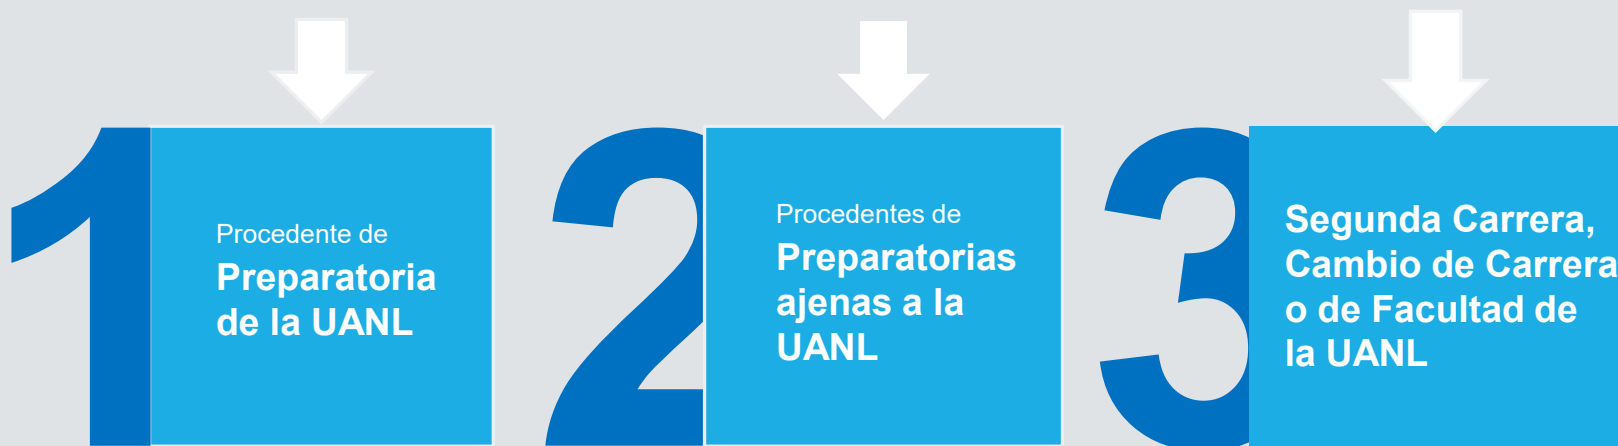 1
Procedente de
Preparatoria
de la UANL
2
Procedentes de
Preparatorias
ajenas a la
UANL
3
Segunda Carrera,
Cambio de Carrera
o de Facultad de
la UANL